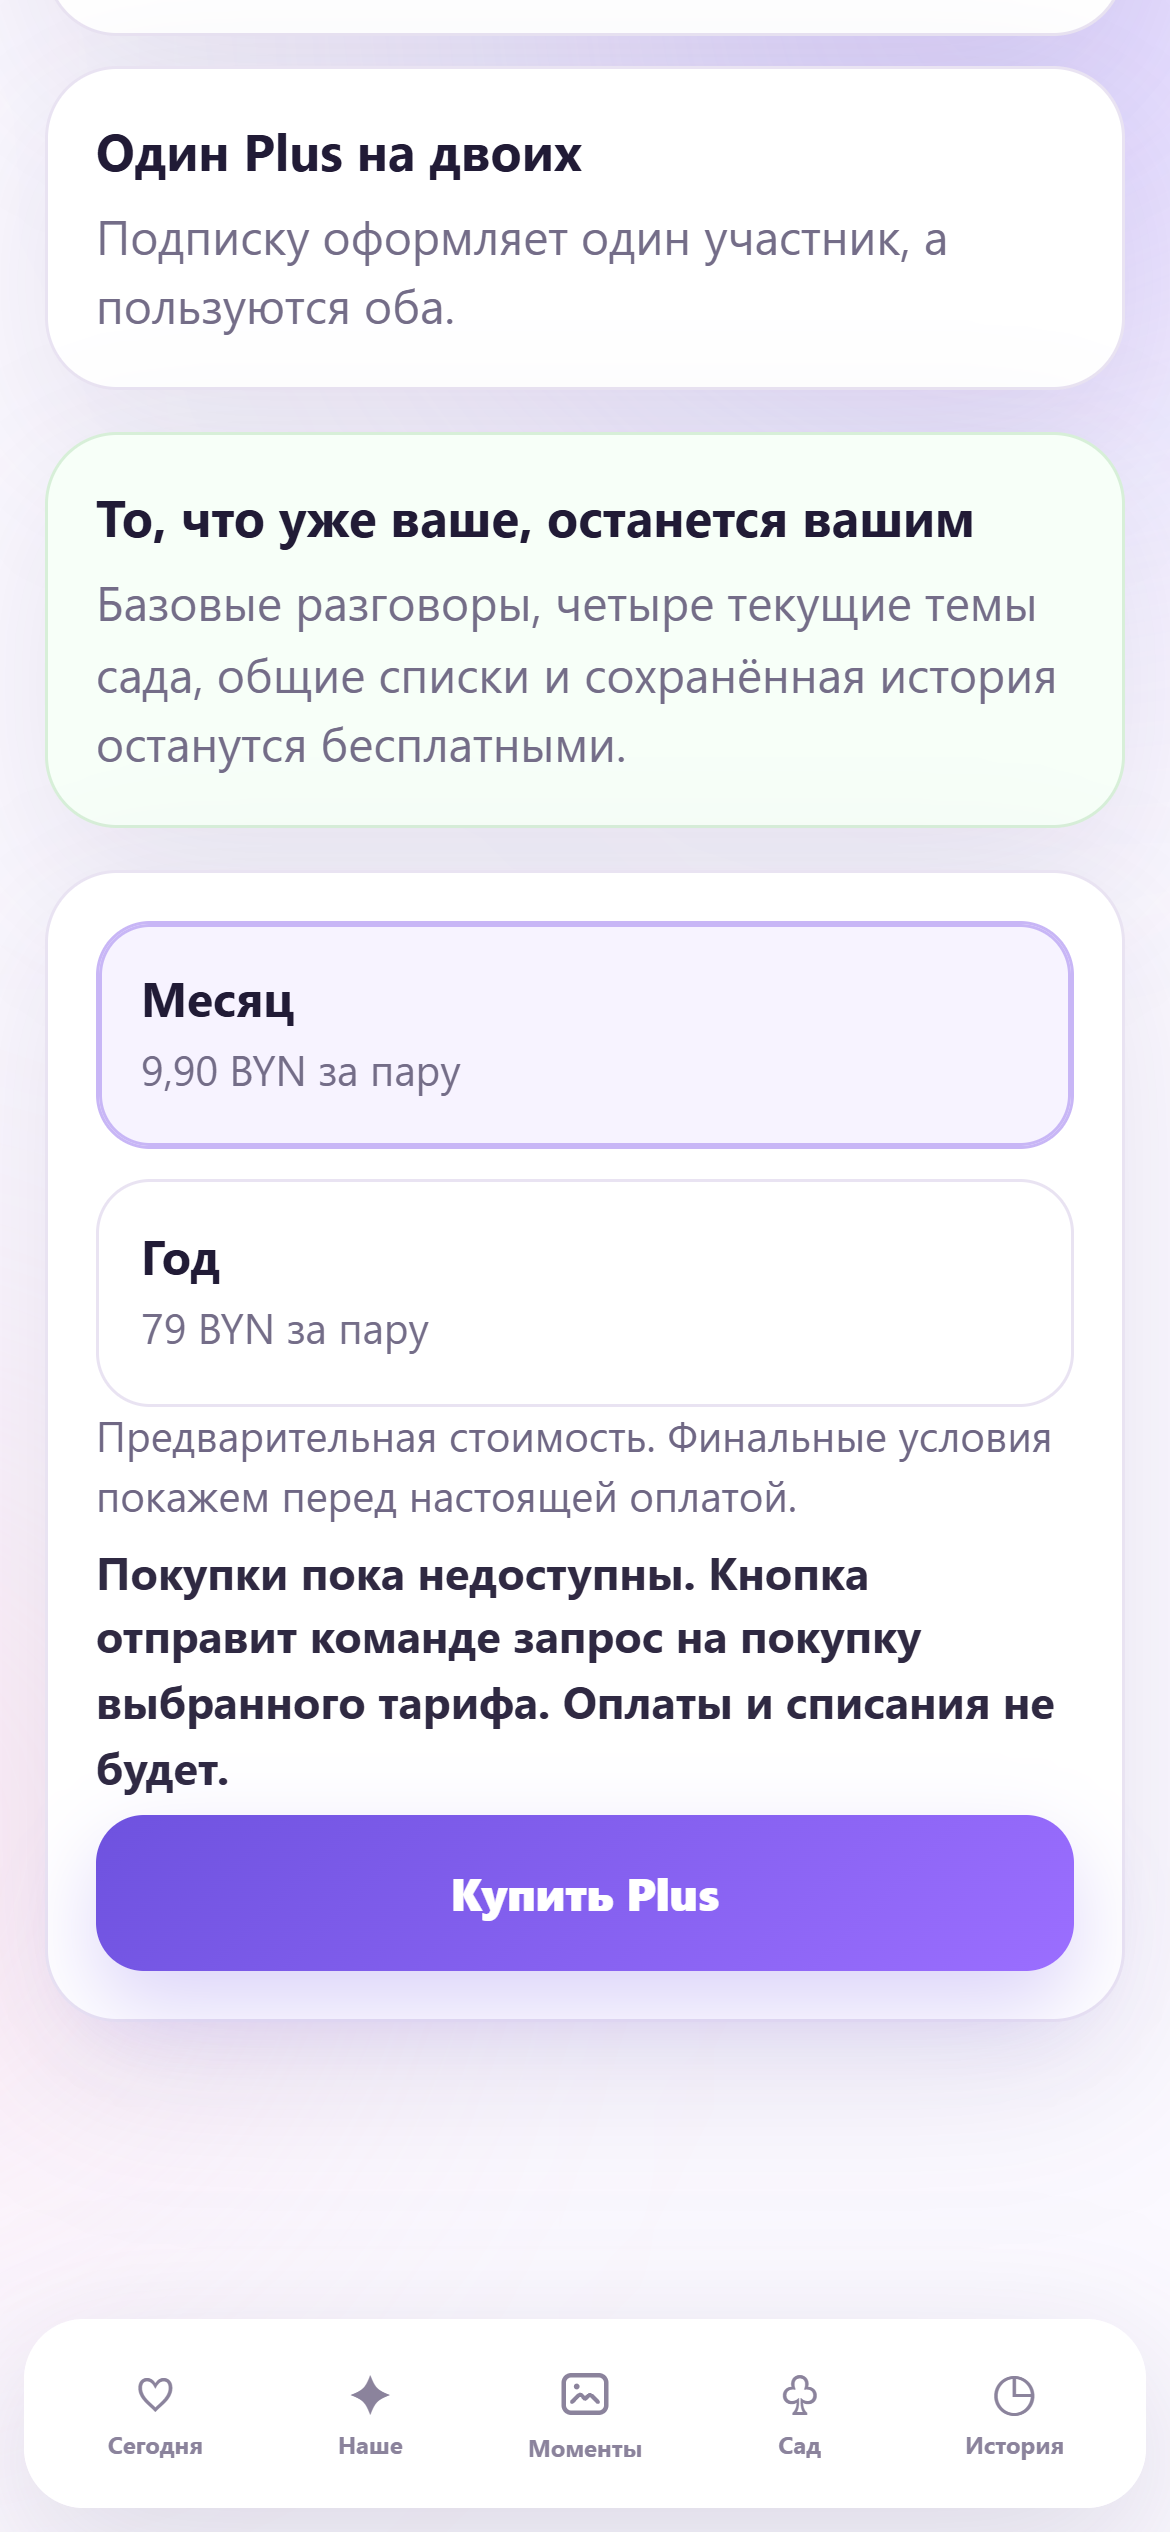 Один Plus на двоих
Подписку оформляет один участник, а
пользуются оба.
То, что уже ваше, останется вашим
Базовые разговоры, четыре текущие темы
сада, общие списки и сохранённая история
останутся бесплатными.
Месяц
9,90 BYN за пару
Год
79 BYN за пару
Предварительная стоимость. Финальные условия
покажем перед настоящей оплатой.
Покупки пока недоступны. Кнопка
отправит команде запрос на покупку
выбранного тарифа. Оплаты и списания не
будет.
Купить Plus
Сегодня
Наше
Моменты
Сад
История